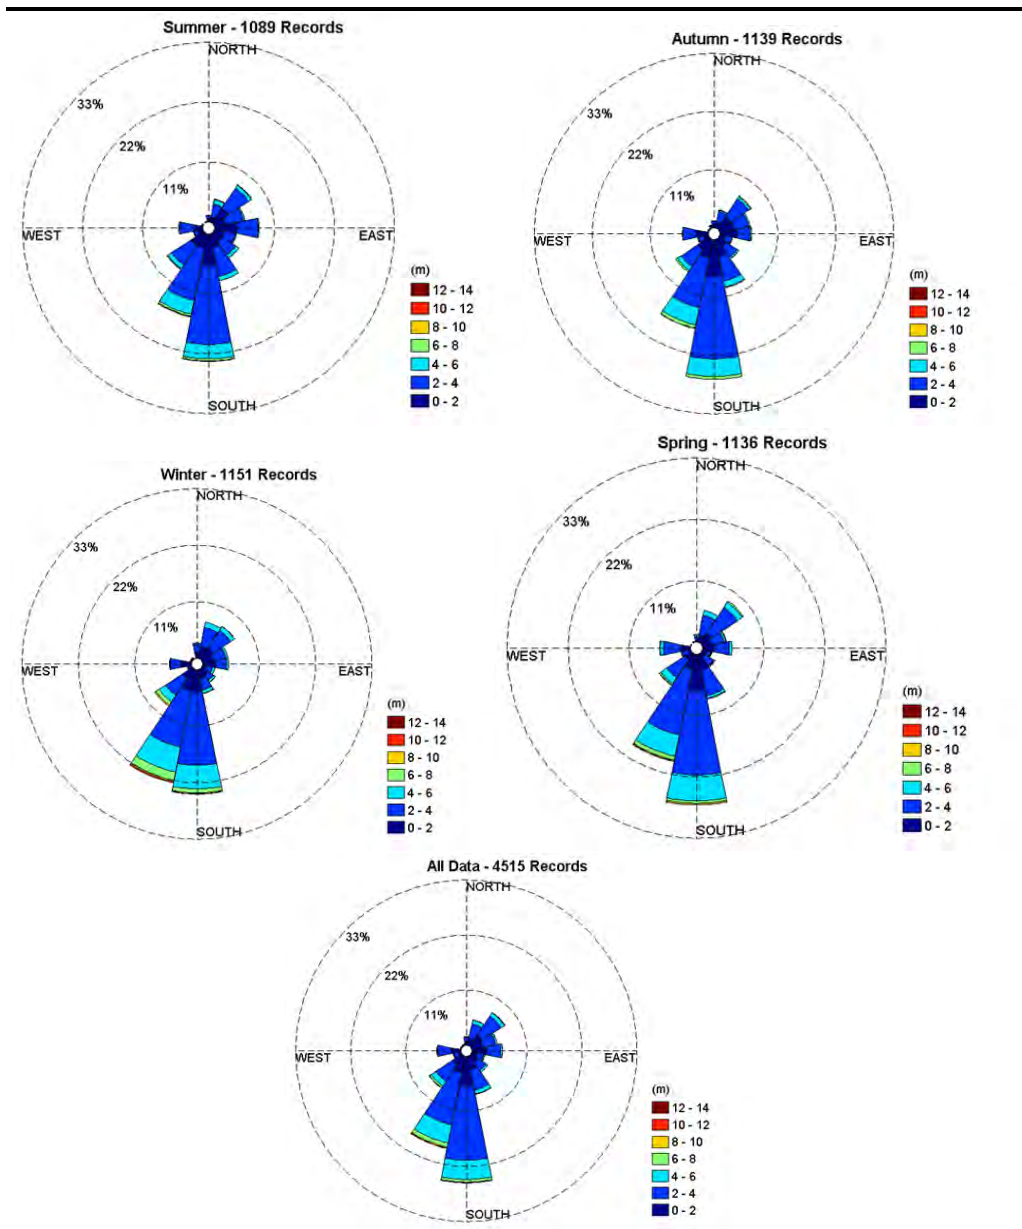 Summer - 1089 Records
NORTH
33%
22%
11%
WEST
EAST
SOUTH
(m)
12 - 14
10 - 12
8 - 10
6 - 8
4 - 6
2 - 4
0 - 2
Autumn - 1139 Records
NORTH
33%
22%
11%
WEST
EAST
SOUTH
(m)
12 - 14
10 - 12
8 - 10
6 - 8
4 - 6
2 - 4
0 - 2
Winter - 1151 Records
NORTH
33%
22%
11%
WEST
EAST
SOUTH
(m)
12 - 14
10 - 12
8 - 10
6 - 8
4 - 6
2 - 4
0 - 2
Spring - 1136 Records
NORTH
33%
22%
11%
WEST
EAST
SOUTH
(m)
12 - 14
10 - 12
8 - 10
6 - 8
4 - 6
2 - 4
0 - 2
All Data - 4515 Records
NORTH
33%
22%
11%
WEST
EAST
SOUTH
(m)
12 - 14
10 - 12
8 - 10
6 - 8
4 - 6
2 - 4
0 - 2